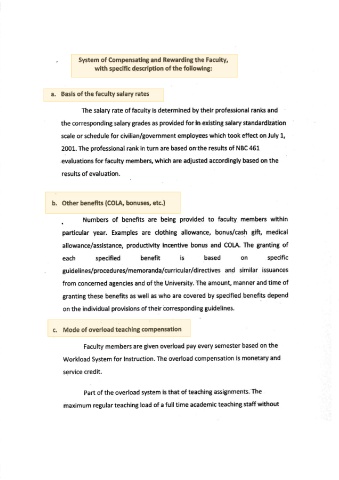 System of Compensating and Rewarding the Faculty,
with specific description of the following:
a. Basis of the faculty salary rates
The salary rate of faculty is determined by their professional ranks and
the corresponding salary grades as provided for in existing salary standardization
scale or schedule for civilian/government employees which took effect on July 1,
2001. The professional rank in turn are based on the results of NBC 461
evaluations for faculty members, which are adjusted accordingly based on the
results of evaluation.
b. Other benefits (COLA, bonuses, etc.)
Numbers of benefits are being provided to faculty members within
particular year. Examples are clothing allowance, bonus/cash gift, medical
allowance/assistance, productivity incentive bonus and COLA. The granting of
each specified benefit is based on specific
guidelines/procedures/memoranda/curricular/directives and similar issuances
from concerned agencies and of the University. The amount, manner and time of
granting these benefits as well as who are covered by specified benefits depend
on the individual provisions of their corresponding guidelines.
c. Mode of overload teaching compensation
Faculty members are given overload pay every semester based on the
Workload System for Instruction. The overload compensation is monetary and
service credit.
Part of the overload system is that of teaching assignments. The
maximum regular teaching load of a full time academic teaching staff without